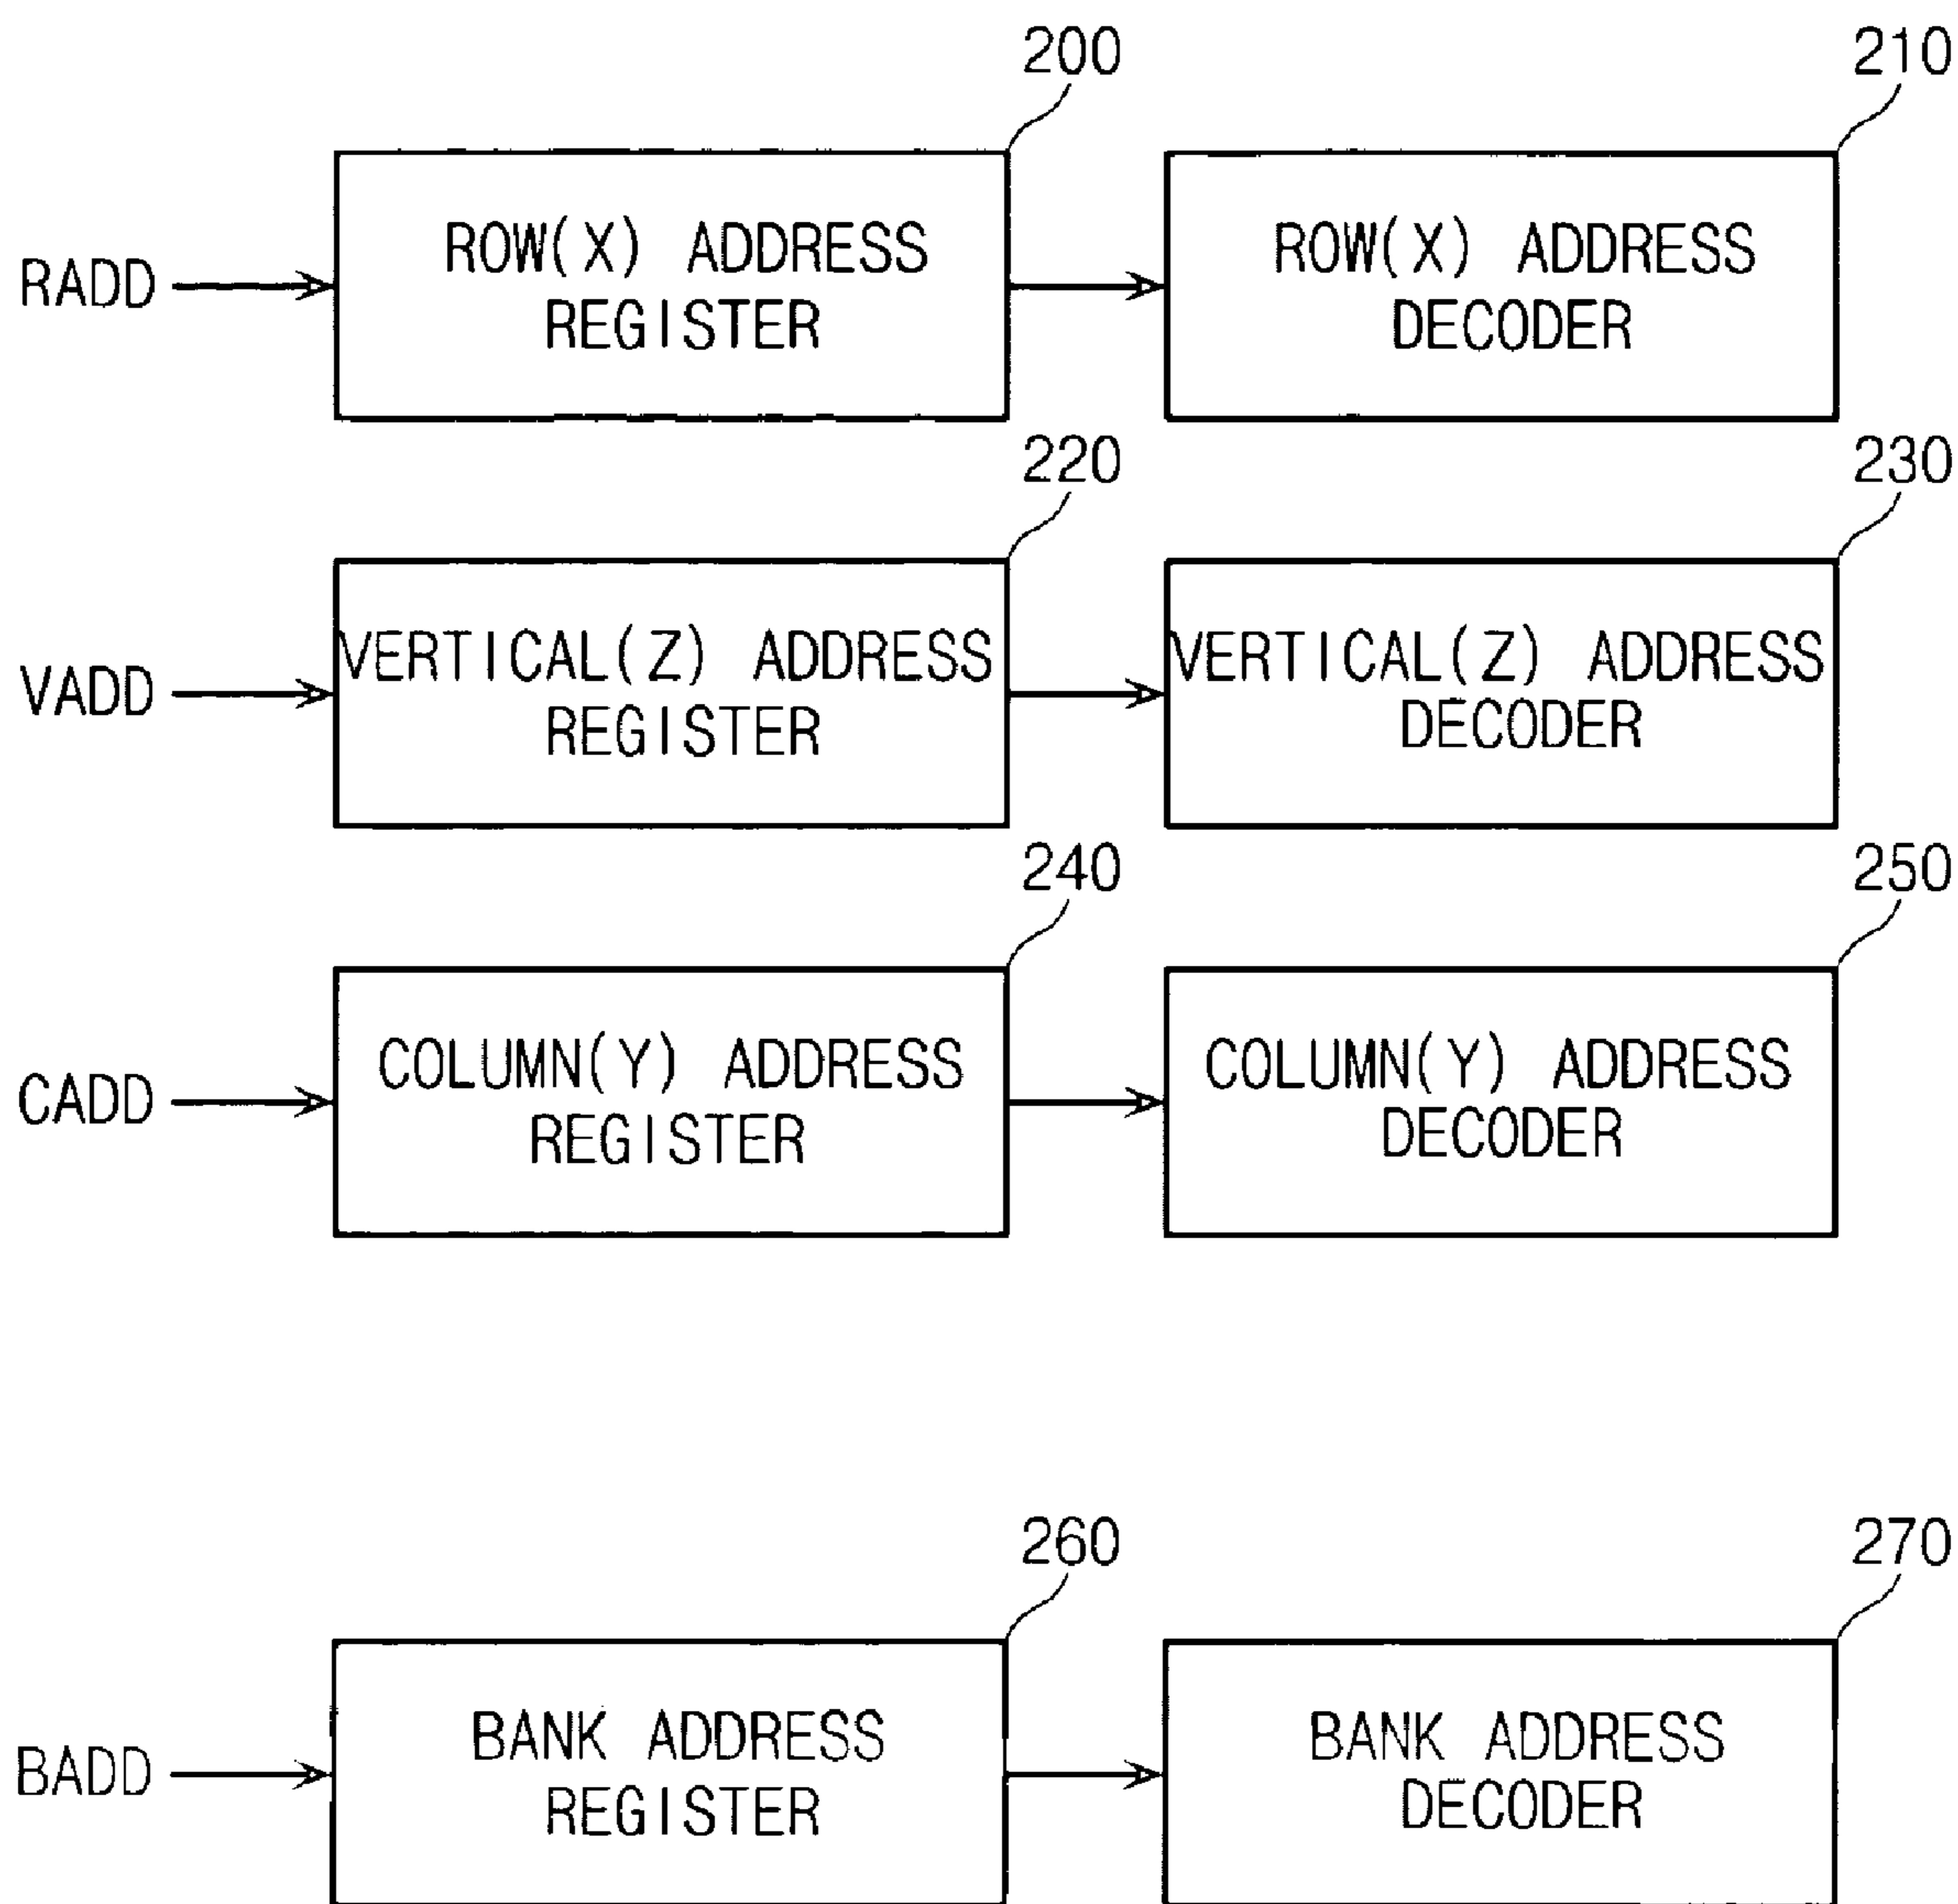 200
210
RADD
ROW(X) ADDRESS
REGISTER
ROW(X) ADDRESS
DECODER
220
230
VADD
VERTICAL(Z) ADDRESS
REGISTER
VERTICAL(Z) ADDRESS
DECODER
240
250
CADD
COLUMN(Y) ADDRESS
REGISTER
COLUMN(Y) ADDRESS
DECODER
260
270
BADD
BANK ADDRESS
REGISTER
BANK ADDRESS
DECODER